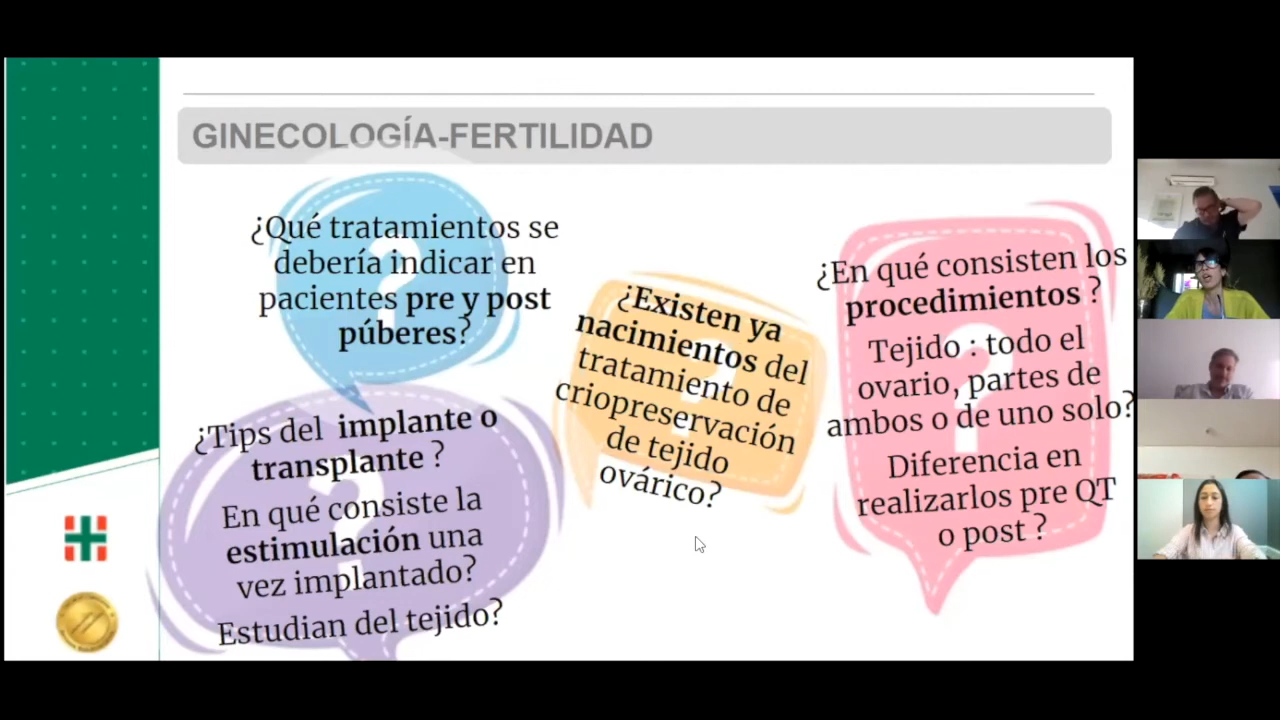 GINECOLOGÍA-FERTILIDAD
¿Qué tratamientos se
debería indicar en
pacientes pre y post
púberes?
¿Tips del implante o
transplante ?
En qué consiste la
estimulación una
vez implantado?
Estudian del tejido?
¿Existen ya
nacimientos del
tratamiento de
criopreservación
de tejido
ovárico?
¿En qué consisten los
procedimientos ?
Tejido : todo el
ovario, partes de
ambos o de uno solo?
Diferencia en
realizarlos pre QT
o post ?